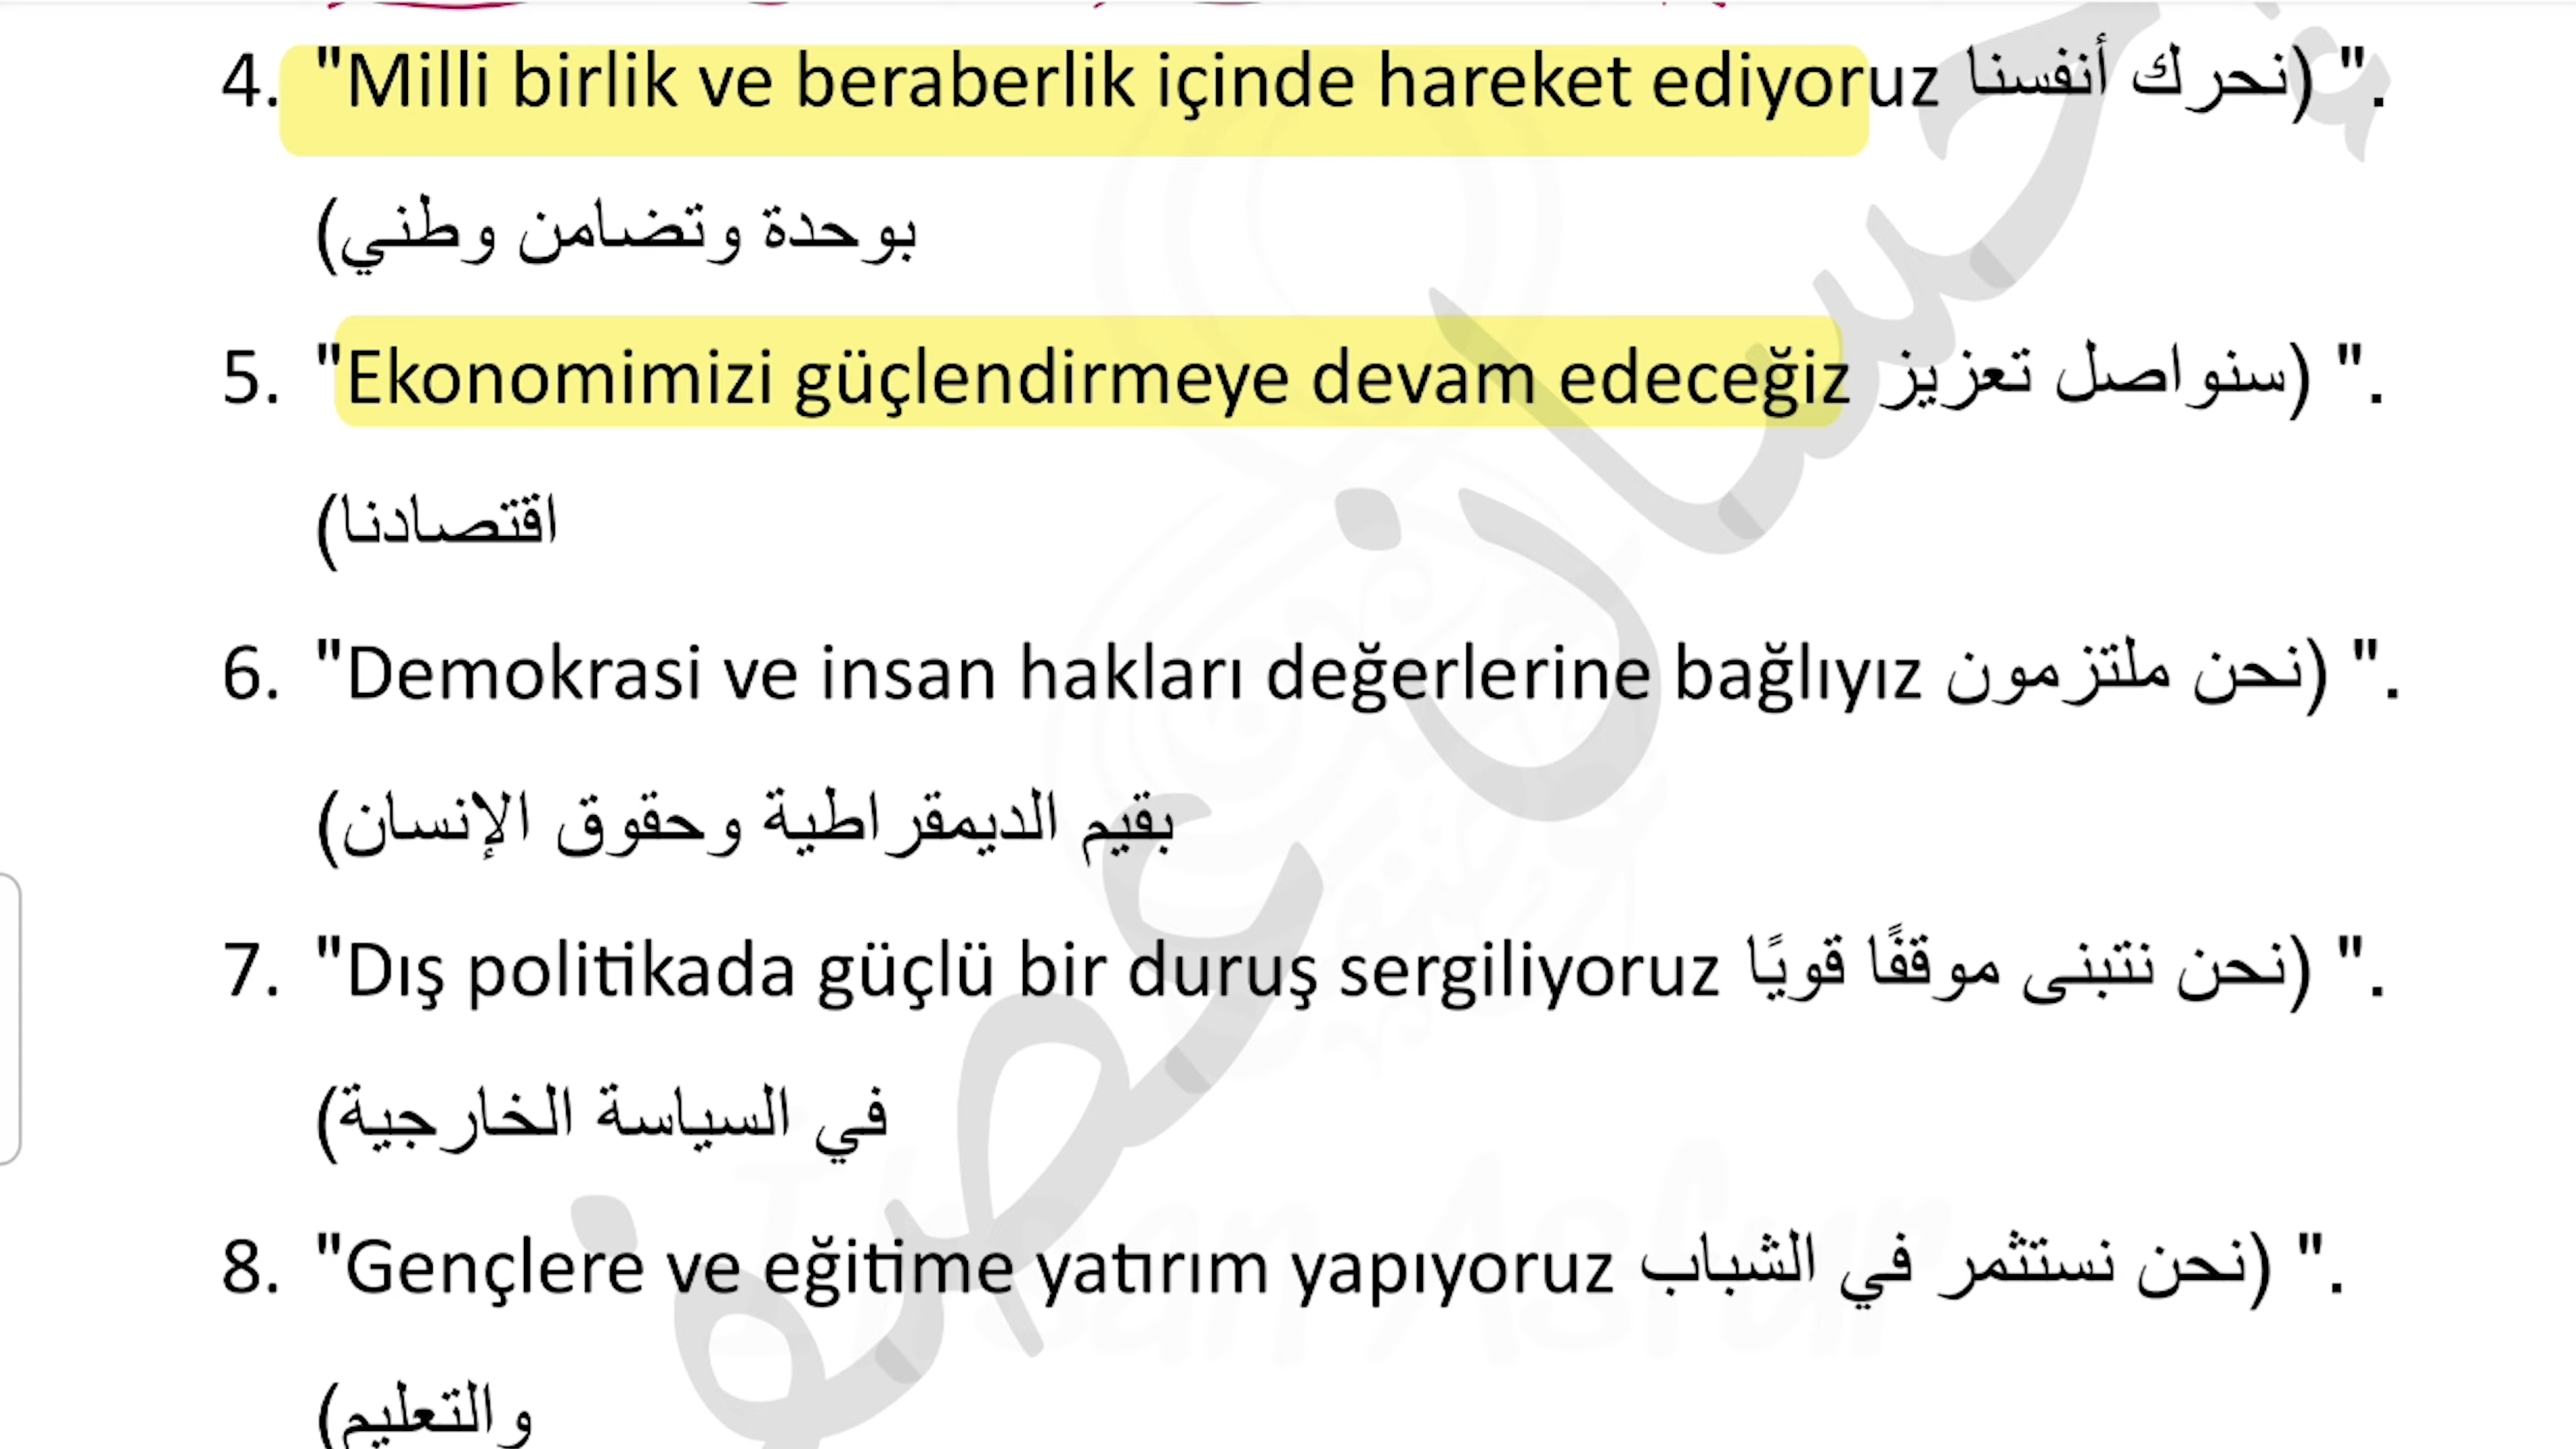 4. "Milli birlik ve beraberlik içinde hareket ediyoruz (نحرك أنفسنا".
بوحدة وتضامن وطني)
5. "Ekonomimizi güçlendirmeye devam edeceğiz (سنواصل تعزيز".
اقتصادنا)
6. "Demokrasi ve insan hakları değerlerine bağlıyız (نحن ملتزمون".
بقيم الديمقراطية وحقوق الإنسان)
7. "Dış politikada güçlü bir duruş sergiliyoruz (نحن نتبنى موقفًا قويًا".
في السياسة الخارجية)
8. "Gençlere ve eğitime yatırım yapıyoruz (نحن نستثمر في الشباب".
والتعليم)